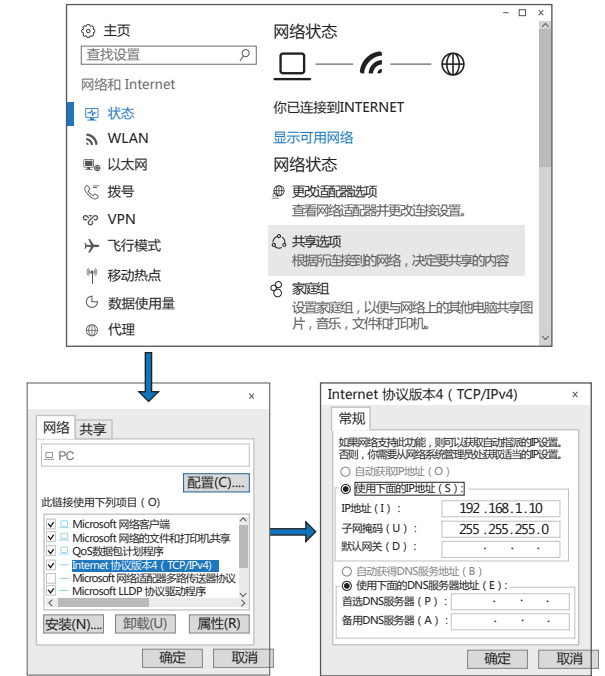 主页
查找设置
网络和 Internet
状态
WLAN
以太网
拨号
VPN
飞行模式
移动热点
数据使用量
代理
网络状态
你已连接到INTERNET
显示可用网络
网络状态
更改适配器选项
查看网络适配器并更改连接设置。
共享选项
根据所连接到的网络，决定要共享的内容
家庭组
设置家庭组，以便与网络上的其他电脑共享图
片，音乐，文件和打印机。
网络 共享
PC
配置(C)....
此链接使用下列项目（O）
Microsoft 网络客户端
Microsoft 网络的文件和打印机共享
QoS数据包计划程序
Internet 协议版本4（TCP/IPv4)
Microsoft 网络适配器多路传送器协议
Microsoft LLDP 协议驱动程序
安装(N).... 卸载(U) 属性(R)
确定 取消
Internet 协议版本4（TCP/IPv4)
常规
如果网络支持此功能，则可以获取自动指派的IP设置。
否则，你需要从网络系统管理员处获取适当的IP设置。
自动获取IP地址（O）
使用下面的IP地址（S）:
IP地址（I）: 192 .168.1.10
子网掩码（U）: 255 .255.255.0
默认网关（D）: . . .
自动获得DNS服务地址（B）
使用下面的DNS服务器地址（E）:
首选DNS服务器（P）: . . .
备用DNS服务器（A）: . . .
确定 取消